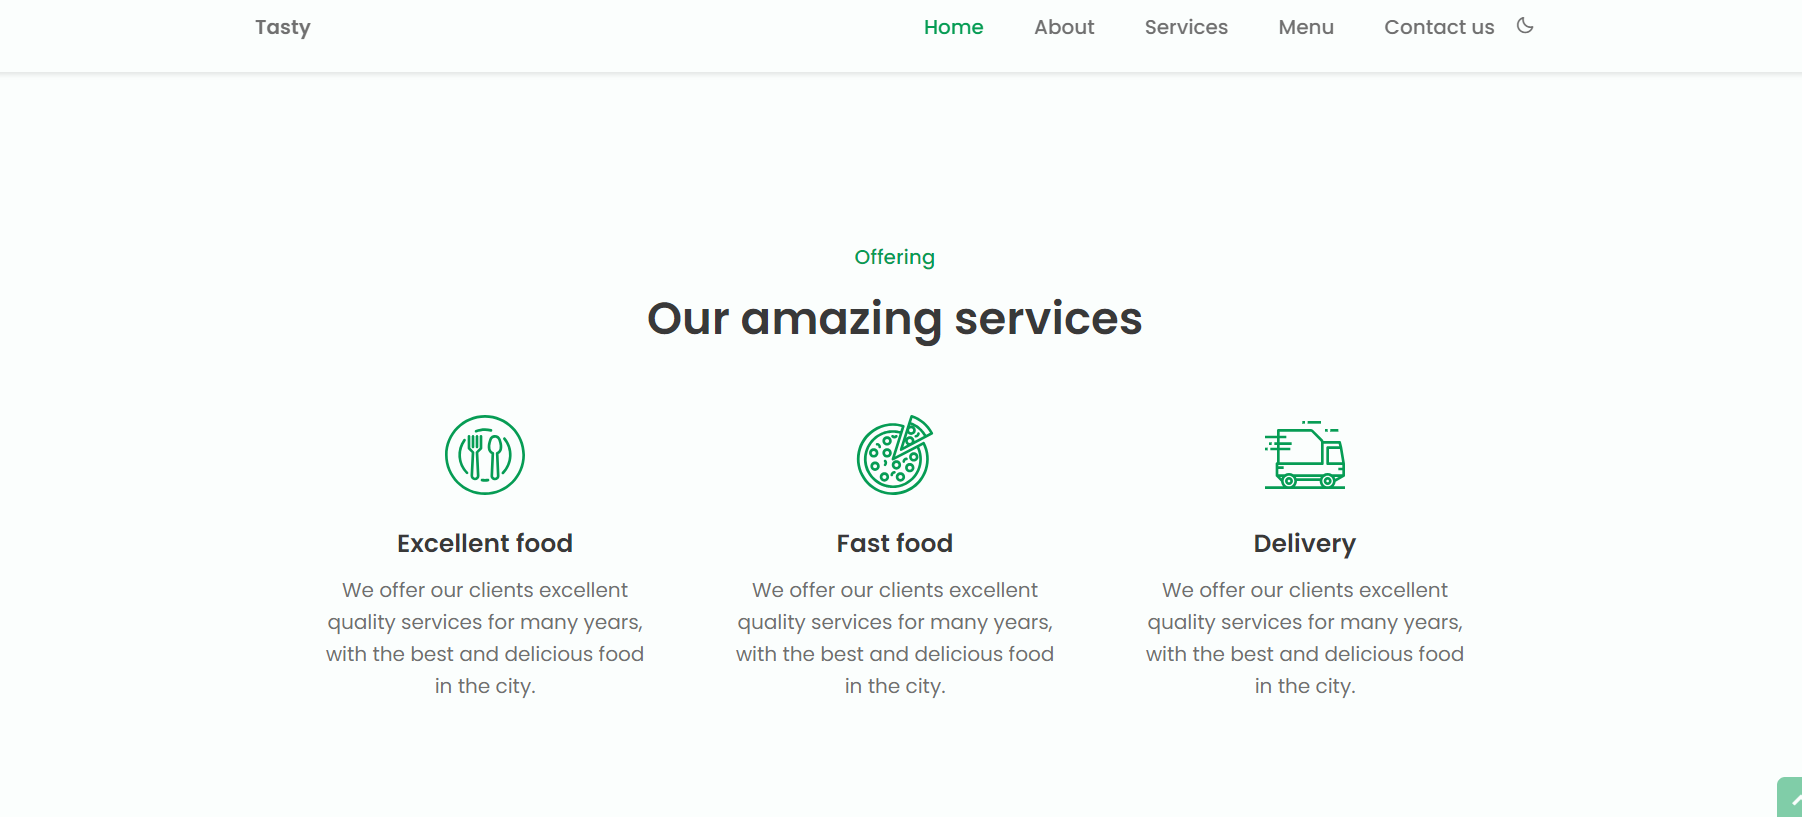 Tasty
Home About Services Menu Contact us
Offering
Our amazing services
Excellent food
We offer our clients excellent
quality services for many years,
with the best and delicious food
in the city.
Fast food
We offer our clients excellent
quality services for many years,
with the best and delicious food
in the city.
Delivery
We offer our clients excellent
quality services for many years,
with the best and delicious food
in the city.